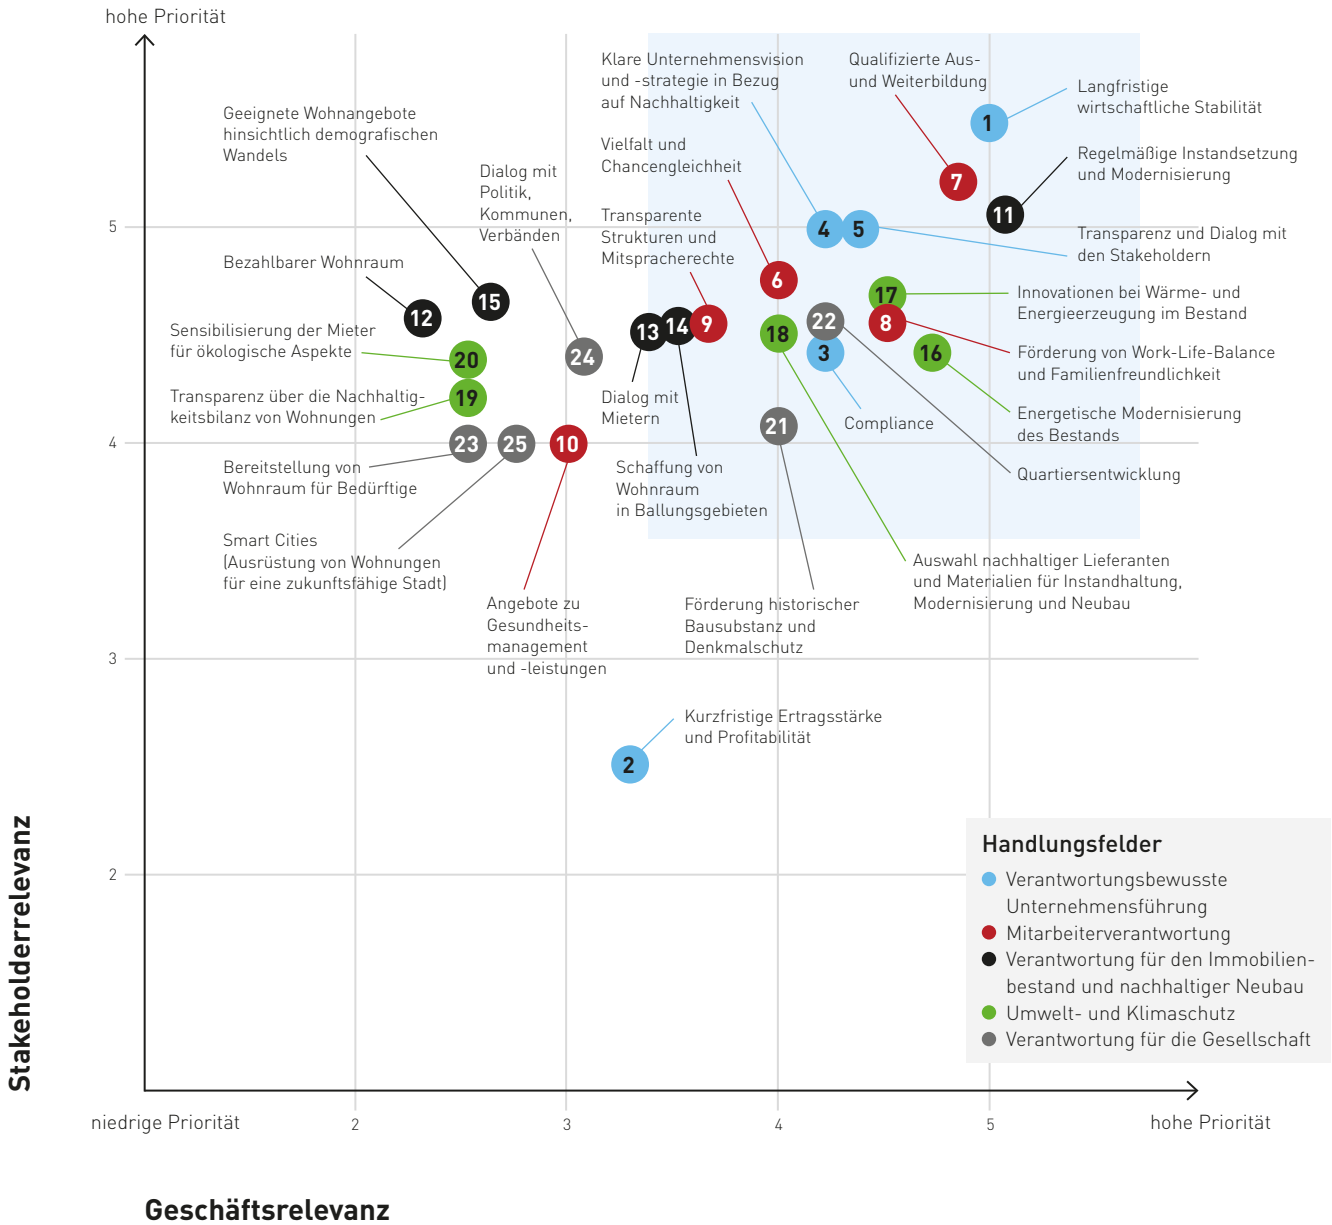 hohe Priorität
Klare Unternehmensvision
und -strategie in Bezug
auf Nachhaltigkeit
Qualifizierte Aus-
und Weiterbildung
Langfristige
wirtschaftliche Stabilität
1
Geeignete Wohnangebote
hinsichtlich demografischen
Wandels
Vielfalt und
Chancengleichheit
Regelmäßige Instandsetzung
und Modernisierung
7
11
Dialog mit
Politik,
Kommunen,
Verbänden
Transparente
Strukturen und
Mitspracherechte
5
4
5
Transparenz und Dialog mit
den Stakeholdern
Bezahlbarer Wohnraum
6
15
12
17
Innovationen bei Wärme- und
Energieerzeugung im Bestand
13
14
9
18
22
8
Sensibilisierung der Mieter
für ökologische Aspekte
20
24
3
16
Förderung von Work-Life-Balance
und Familienfreundlichkeit
Transparenz über die Nachhaltig-
keitsbilanz von Wohnungen
19
Dialog mit
Mietern
21
Compliance
Energetische Modernisierung
des Bestands
4
23
25
10
Bereitstellung von
Wohnraum für Bedürftige
Schaffung von
Wohnraum
in Ballungsgebieten
Quartiersentwicklung
Smart Cities
(Ausrüstung von Wohnungen
für eine zukunftsfähige Stadt)
Auswahl nachhaltiger Lieferanten
und Materialien für Instandhaltung,
Modernisierung und Neubau
Angebote zu
Gesundheits-
management
und -leistungen
Förderung historischer
Bausubstanz und
Denkmalschutz
3
Kurzfristige Ertragsstärke
und Profitabilität
2
2
Stakeholderrelevanz
Handlungsfelder
Verantwortungsbewusste
Unternehmensführung
Mitarbeiterverantwortung
Verantwortung für den Immobilien-
bestand und nachhaltiger Neubau
Umwelt- und Klimaschutz
Verantwortung für die Gesellschaft
niedrige Priorität
2
3
4
5
hohe Priorität
Geschäftsrelevanz